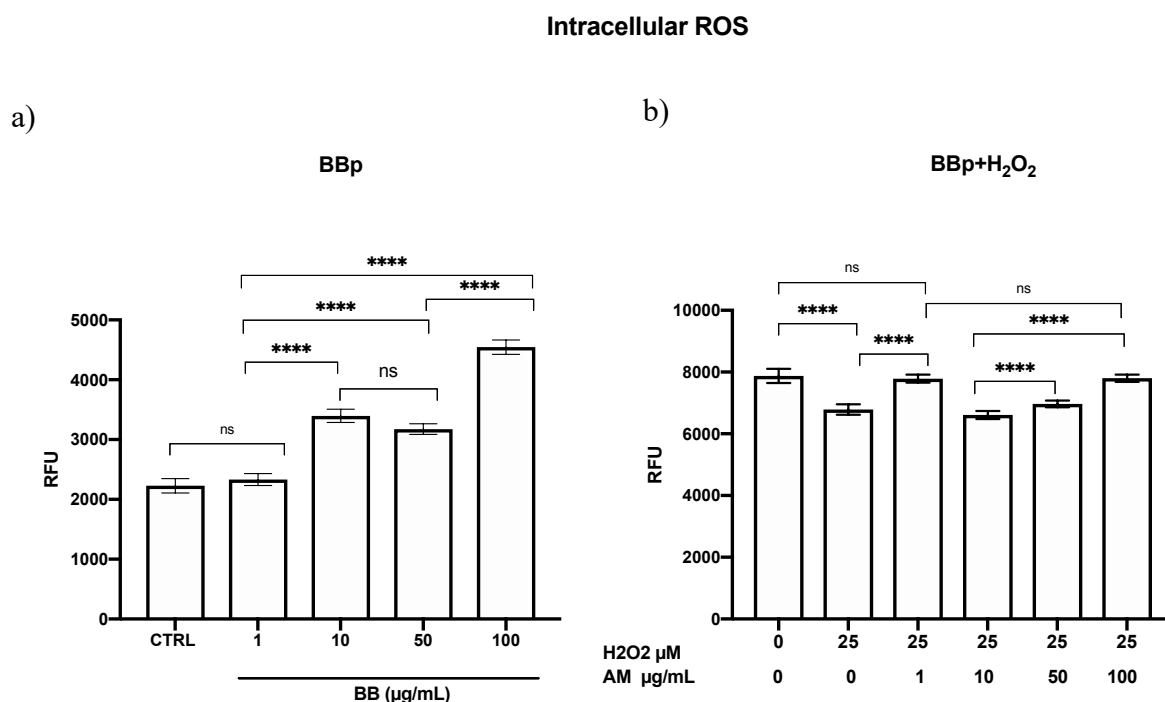 Intracellular ROS
a)
BBp
****
****
****
****
ns
ns
5000
4000
3000
2000
1000
0
RFU
CTRL 1 10 50 100
BB (µg/mL)
b)
BBp+H₂O₂
ns
ns
****
****
****
****
10000
8000
6000
4000
2000
0
RFU
0 25 25 25 25 25
H2O2 µM
AM µg/mL 0 0 1 10 50 100